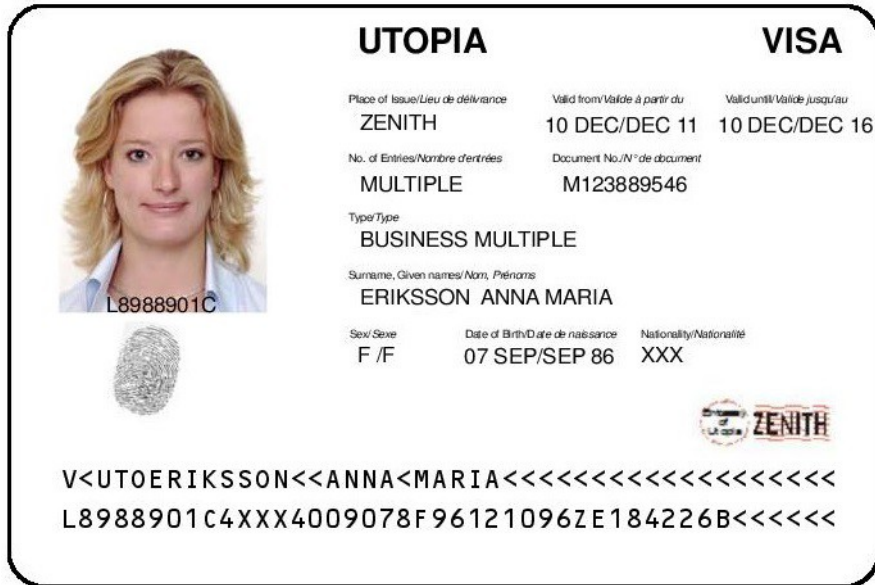 UTOPIA VISA
Place of Issue/Lieu de délivrance Valid from/Valide à partir du Valid until/Valide jusqu'au
ZENITH 10 DEC/DEC 11 10 DEC/DEC 16
No. of Entries/Nombre d'entrées Document No./N° de document
MULTIPLE M123889546
Type/Type
BUSINESS MULTIPLE
Surname, Given names/Nom, Prénoms
ERIKSSON ANNA MARIA
L8988901C
Sex/Sexe Date of Birth/Date de naissance Nationality/Nationalité
F /F 07 SEP/SEP 86 XXX
Embassy
of
Utopia
ZENITH
V<UTOERIKSSON<<ANNA<MARIA<<<<<<<<<<<<<<<<<<<
L8988901C4XXX4009078F96121096ZE184226B<<<<<<